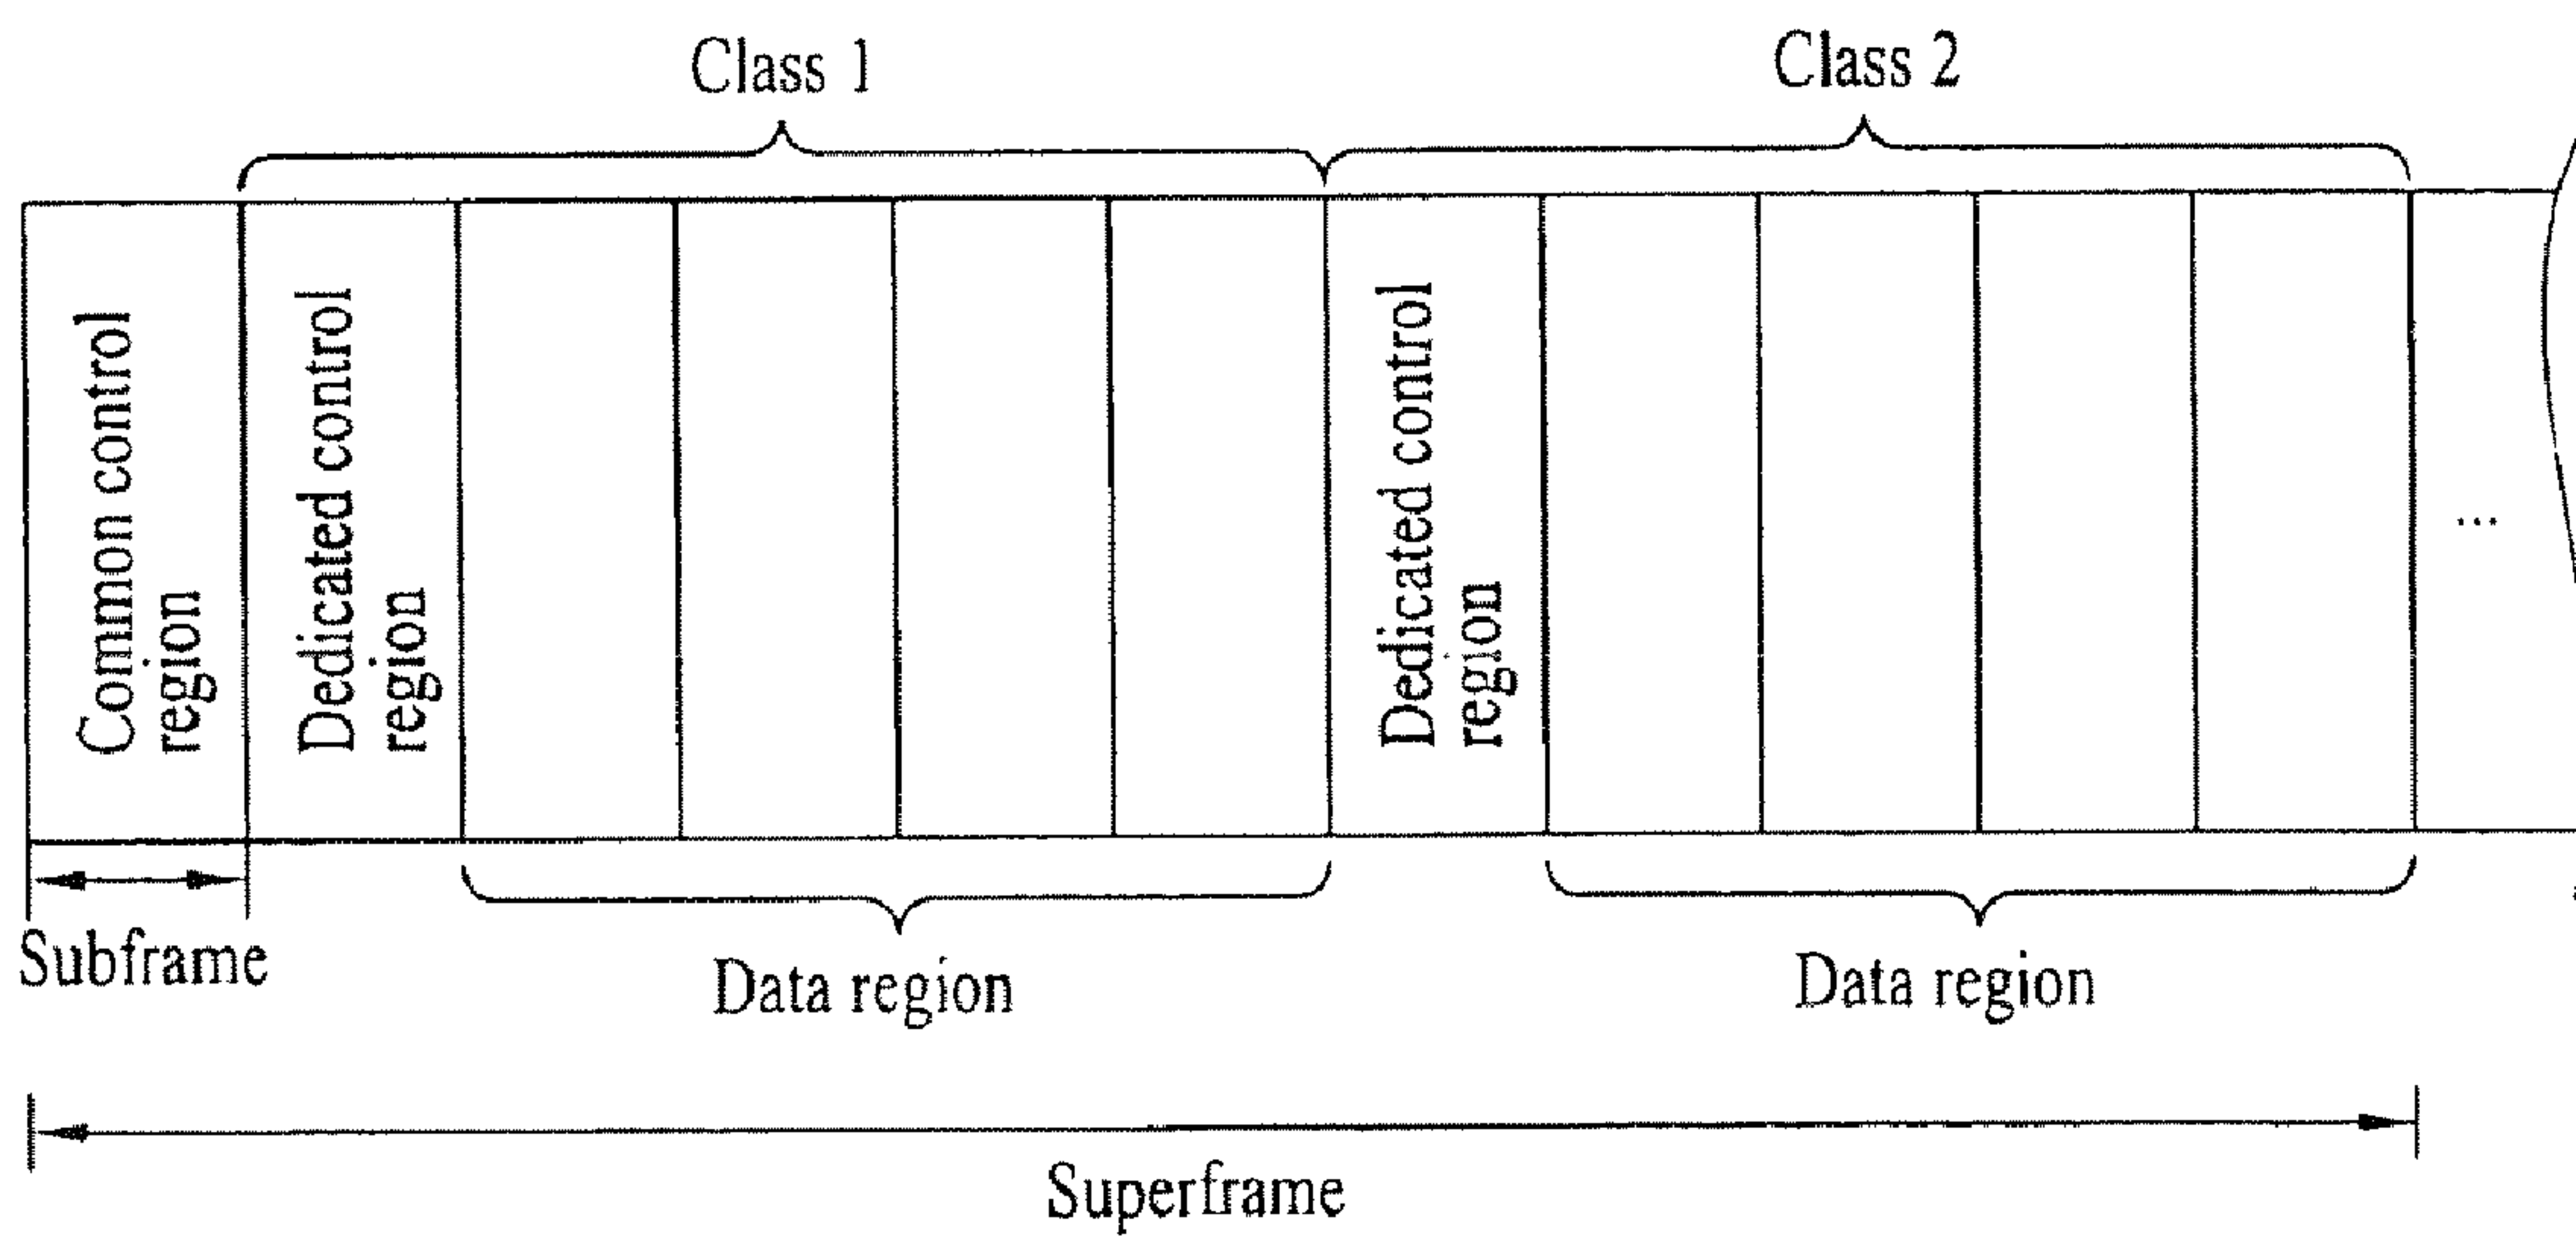 Class 1
Class 2
Common control
region
Dedicated control
region
Dedicated control
region
...
Subframe
Data region
Data region
Superframe